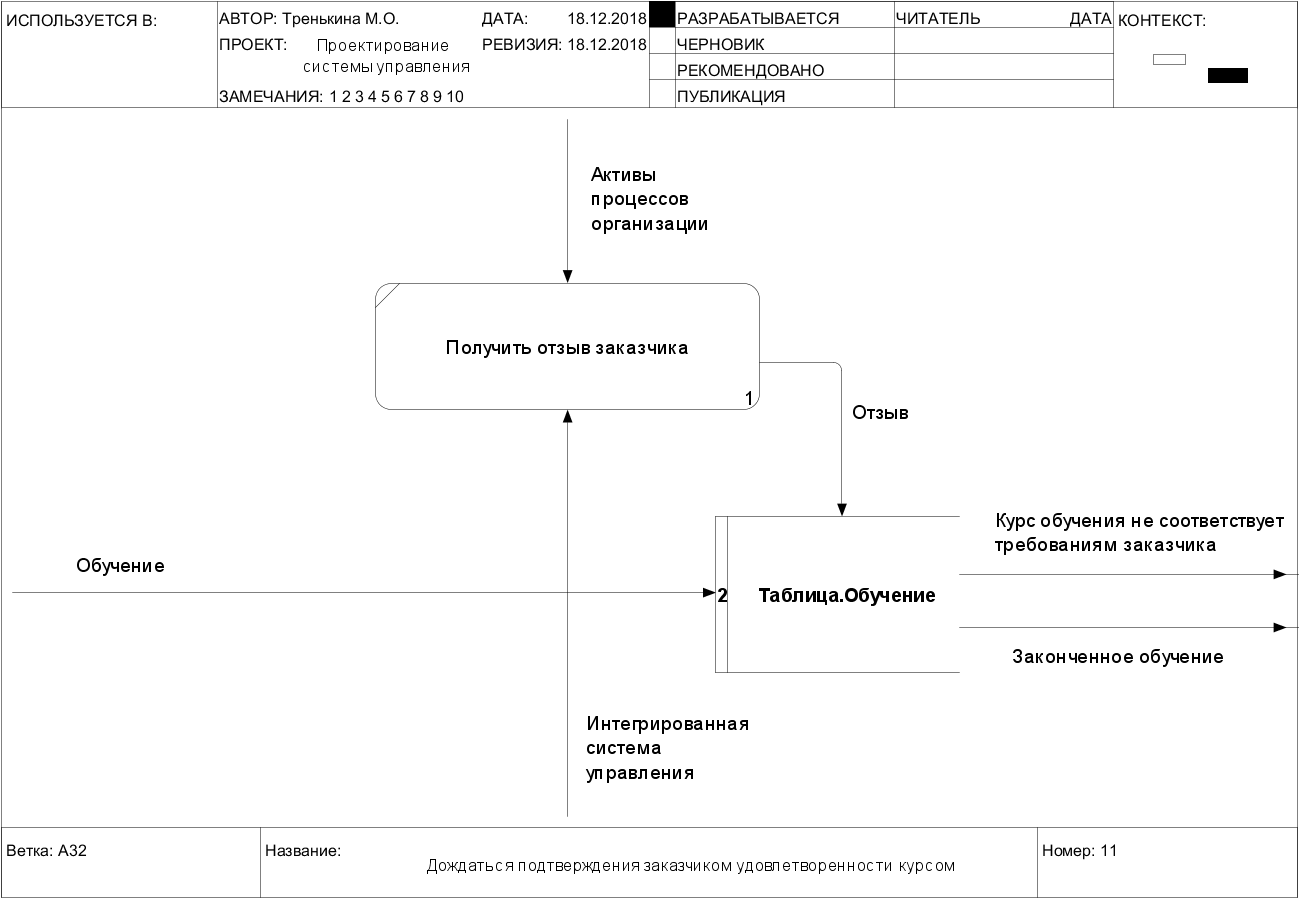 ИСПОЛЬЗУЕТСЯ В:
АВТОР: Тренькина М.О.
ДАТА: 18.12.2018
ПРОЕКТ: Проектирование
системы управления
РЕВИЗИЯ: 18.12.2018
ЗАМЕЧАНИЯ: 1 2 3 4 5 6 7 8 9 10
РАЗРАБАТЫВАЕТСЯ
ЧЕРНОВИК
РЕКОМЕНДОВАНО
ПУБЛИКАЦИЯ
ЧИТАТЕЛЬ
ДАТА
КОНТЕКСТ:
Активы
процессов
организации
Получить отзыв заказчика
1
Отзыв
Курс обучения не соответствует
требованиям заказчика
Обучение
2
Таблица.Обучение
Законченное обучение
Интегрированная
система
управления
Ветка: A32
Название:
Дождаться подтверждения заказчиком удовлетворенности курсом
Номер: 11